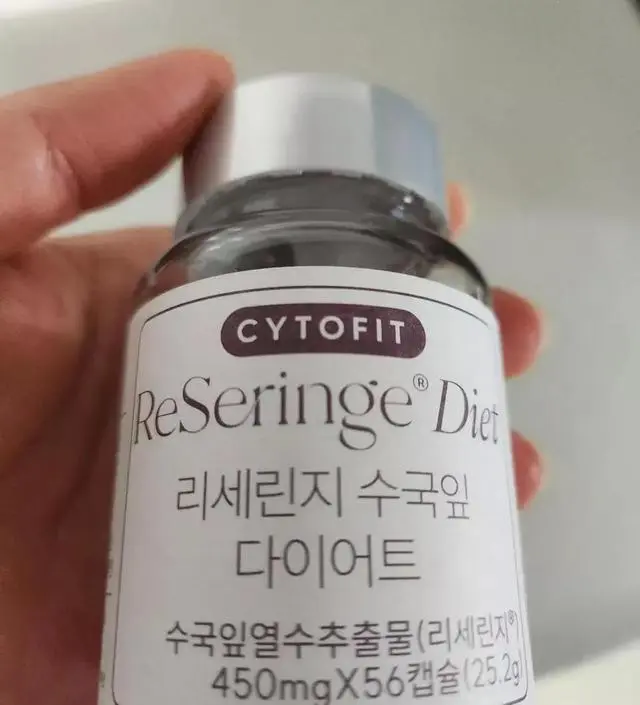 CYTOFIT
ReSeringe® Diet
리세린지 수국잎
다이어트
수국잎열수추출물(리세린지®)
450mgX56캡슐(25.2g)